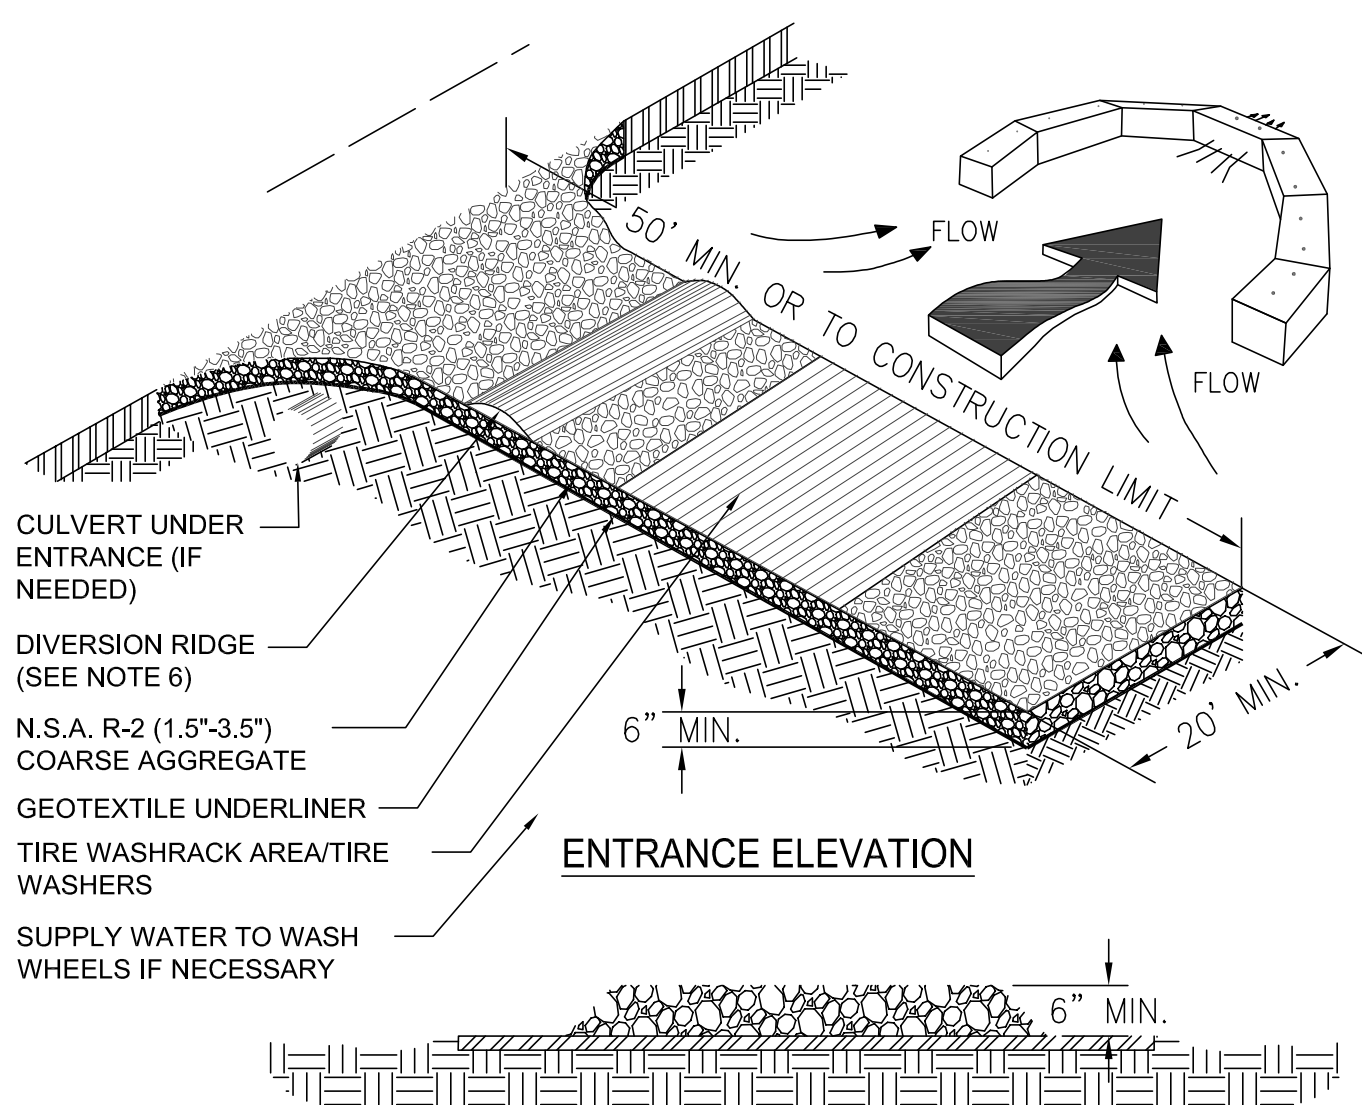 50' MIN. OR TO CONSTRUCTION LIMIT
FLOW
FLOW
CULVERT UNDER
ENTRANCE (IF
NEEDED)
DIVERSION RIDGE
(SEE NOTE 6)
N.S.A. R-2 (1.5"-3.5")
COARSE AGGREGATE
GEOTEXTILE UNDERLINER
TIRE WASHRACK AREA/TIRE
WASHERS
SUPPLY WATER TO WASH
WHEELS IF NECESSARY
6" MIN.
20' MIN.
ENTRANCE ELEVATION
6" MIN.